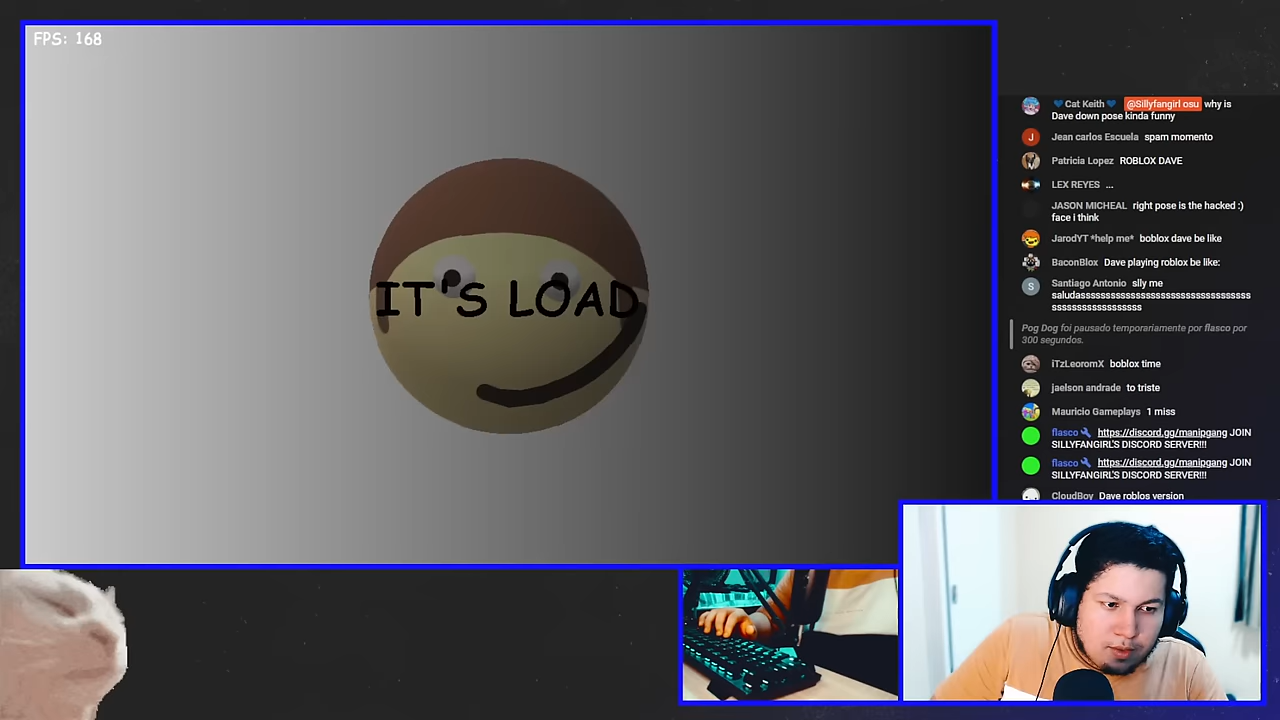 FPS: 168
IT'S LOAD
💙Cat Keith💙 @Sillyfangirl osu why is
Dave down pose kinda funny
J
Jean carlos Escuela spam momento
Patricia Lopez ROBLOX DAVE
LEX REYES ...
JASON MICHEAL right pose is the hacked :)
face i think
JarodYT *help me* boblox dave be like
BaconBlox Dave playing roblox be like:
S
Santiago Antonio slly me
saludasssssssssssssssssssssssssssssssssss
ssssssssssssssssss
Pog Dog foi pausado temporariamente por flasco por
300 segundos.
iTzLeoromX boblox time
jaelson andrade to triste
Mauricio Gameplays 1 miss
flasco🔧 https://discord.gg/manipgang JOIN
SILLYFANGIRL'S DISCORD SERVER!!!
flasco🔧 https://discord.gg/manipgang JOIN
SILLYFANGIRL'S DISCORD SERVER!!!
CloudBoy Dave roblos version